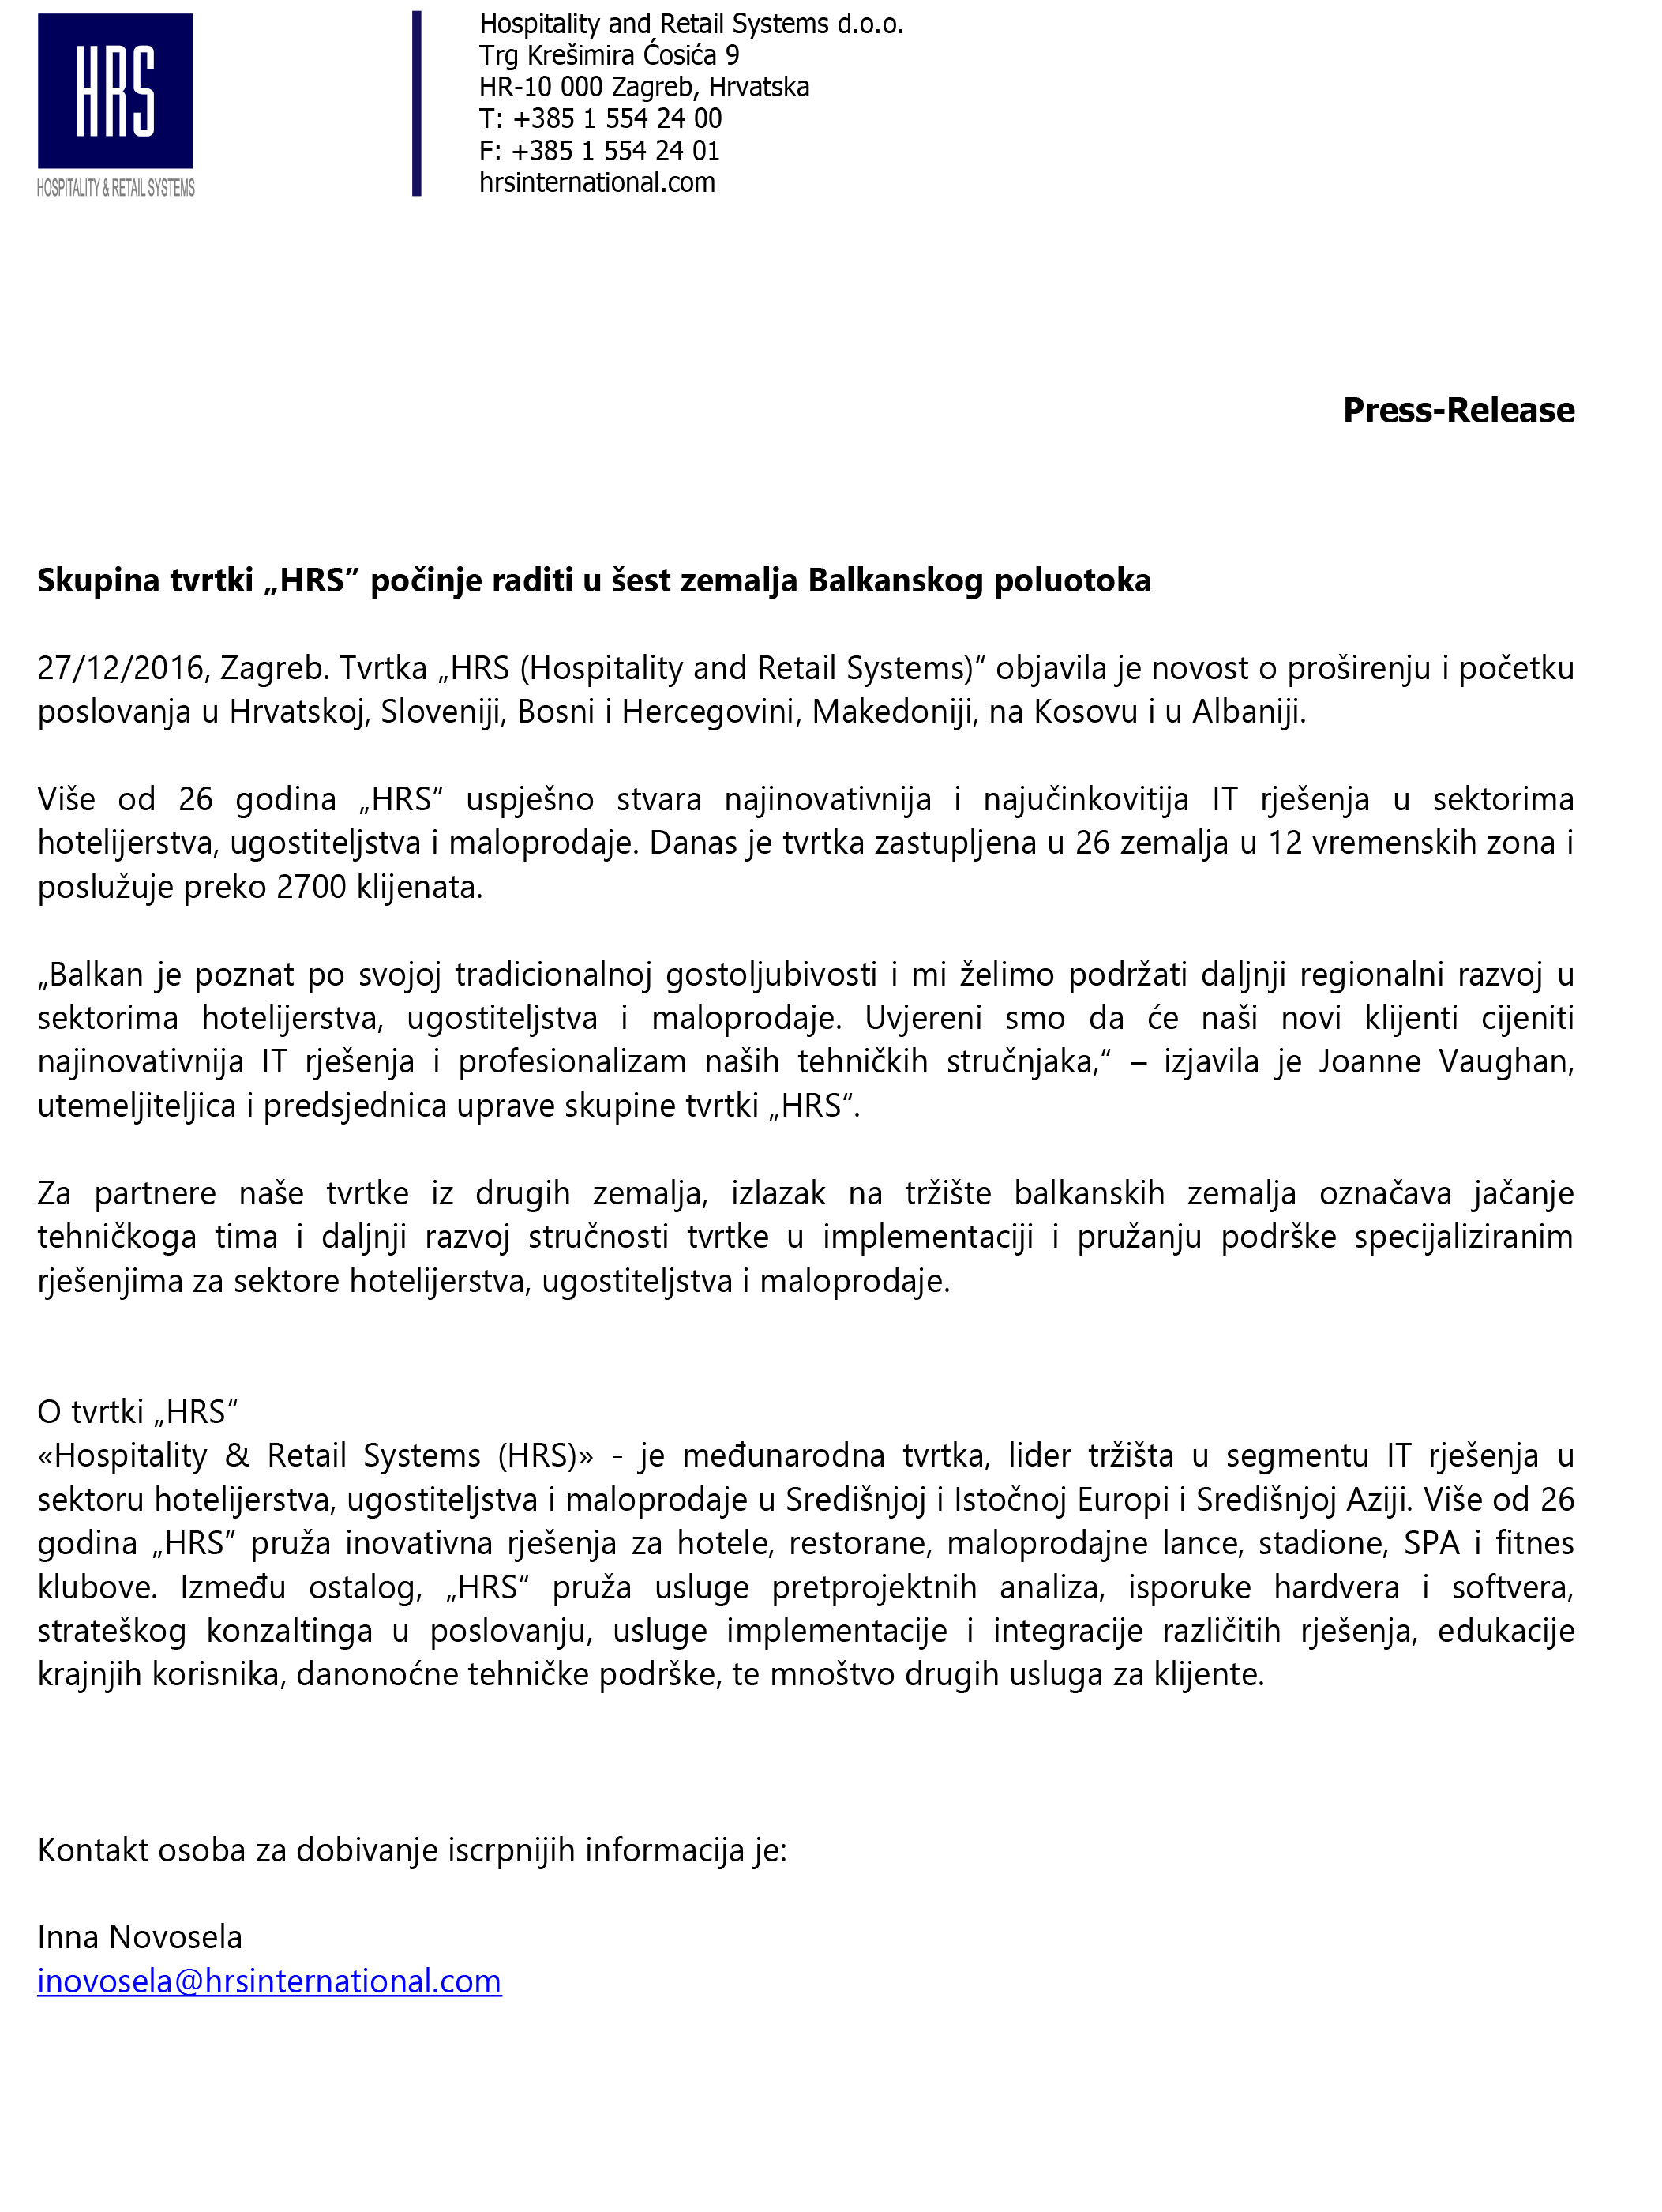 HRS
HOSPITALITY & RETAIL SYSTEMS
Hospitality and Retail Systems d.o.o.
Trg Krešimira Ćosića 9
HR-10 000 Zagreb, Hrvatska
T: +385 1 554 24 00
F: +385 1 554 24 01
hrsinternational.com
Press-Release
Skupina tvrtki „HRS” počinje raditi u šest zemalja Balkanskog poluotoka
27/12/2016, Zagreb. Tvrtka „HRS (Hospitality and Retail Systems)“ objavila je novost o proširenju i početku
poslovanja u Hrvatskoj, Sloveniji, Bosni i Hercegovini, Makedoniji, na Kosovu i u Albaniji.
Više od 26 godina „HRS” uspješno stvara najinovativnija i najučinkovitija IT rješenja u sektorima
hotelijerstva, ugostiteljstva i maloprodaje. Danas je tvrtka zastupljena u 26 zemalja u 12 vremenskih zona i
poslužuje preko 2700 klijenata.
„Balkan je poznat po svojoj tradicionalnoj gostoljubivosti i mi želimo podržati daljnji regionalni razvoj u
sektorima hotelijerstva, ugostiteljstva i maloprodaje. Uvjereni smo da će naši novi klijenti cijeniti
najinovativnija IT rješenja i profesionalizam naših tehničkih stručnjaka,“ – izjavila je Joanne Vaughan,
utemeljiteljica i predsjednica uprave skupine tvrtki „HRS“.
Za partnere naše tvrtke iz drugih zemalja, izlazak na tržište balkanskih zemalja označava jačanje
tehničkoga tima i daljnji razvoj stručnosti tvrtke u implementaciji i pružanju podrške specijaliziranim
rješenjima za sektore hotelijerstva, ugostiteljstva i maloprodaje.
O tvrtki „HRS“
«Hospitality & Retail Systems (HRS)» - je međunarodna tvrtka, lider tržišta u segmentu IT rješenja u
sektoru hotelijerstva, ugostiteljstva i maloprodaje u Središnjoj i Istočnoj Europi i Središnjoj Aziji. Više od 26
godina „HRS” pruža inovativna rješenja za hotele, restorane, maloprodajne lance, stadione, SPA i fitnes
klubove. Između ostalog, „HRS“ pruža usluge pretprojektnih analiza, isporuke hardvera i softvera,
strateškog konzaltinga u poslovanju, usluge implementacije i integracije različitih rješenja, edukacije
krajnjih korisnika, danonoćne tehničke podrške, te mnoštvo drugih usluga za klijente.
Kontakt osoba za dobivanje iscrpnijih informacija je:
Inna Novosela
inovosela@hrsinternational.com